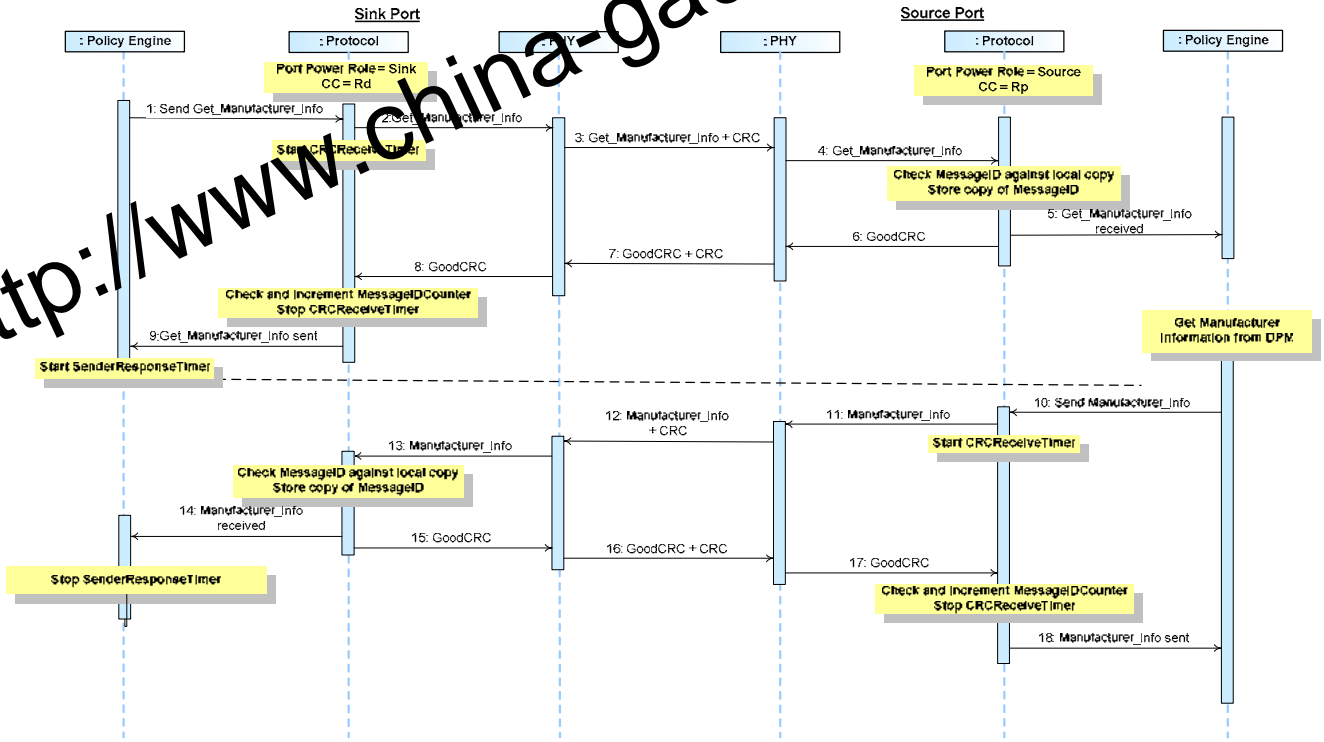 Sink Port
Source Port
: Policy Engine
: Protocol
: PHY
: PHY
: Protocol
: Policy Engine
Port Power Role = Sink
CC = Rd
Port Power Role = Source
CC = Rp
1: Send Get_Manufacturer_Info
2:Get_Manufacturer_Info
Start CRCReceiveTimer
3: Get_Manufacturer_Info + CRC
4: Get_Manufacturer_Info
Check MessageID against local copy
Store copy of MessageID
5: Get_Manufacturer_Info
received
6: GoodCRC
7: GoodCRC + CRC
8: GoodCRC
Check and increment MessageIDCounter
Stop CRCReceiveTimer
9:Get_Manufacturer_Info sent
Start SenderResponseTimer
Get Manufacturer
information from DPM
10: Send Manufacturer_Info
11: Manufacturer_Info
Start CRCReceiveTimer
12: Manufacturer_Info
+ CRC
13: Manufacturer_Info
Check MessageID against local copy
Store copy of MessageID
14: Manufacturer_Info
received
15: GoodCRC
16: GoodCRC + CRC
17: GoodCRC
Stop SenderResponseTimer
Check and increment MessageIDCounter
Stop CRCReceiveTimer
18: Manufacturer_Info sent
ttp://www.china-ga